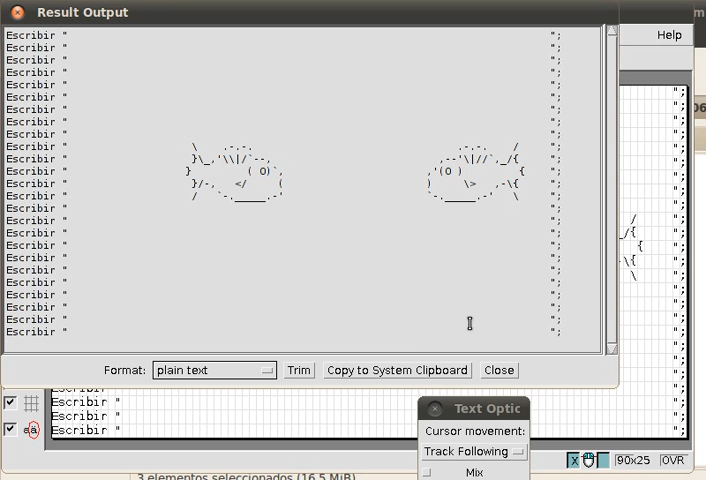 Result Output
Help
Escribir " ";
Escribir " ";
Escribir " ";
Escribir " ";
Escribir " ";
Escribir " ";
Escribir " ";
Escribir " ";
Escribir " ";
Escribir "                    \    .-.-.                                .-.-.    /      ";
Escribir "                    }\_,'\\|/`--,                          ,--'\|//`,_/{      ";
Escribir "                   }         ( O)`,                      ,'(O )         {     ";
Escribir "                    }/-,   </     (                      )     \>   ,-\{      ";
Escribir "                    /   `-._____.-'                      `-._____.-'   \      ";
Escribir " ";
Escribir " ";
Escribir " ";
Escribir " ";
Escribir " ";
Escribir " ";
Escribir " ";
Escribir " ";
Escribir " ";
Escribir " ";
Escribir " ";
Format: plain text Trim Copy to System Clipboard Close
Escribir "
Escribir " ";
Escribir " ";
Text Optic
Cursor movement:
Track Following
Mix
X 90x25 OVR
3 elementos seleccionados (16,5 MiB)